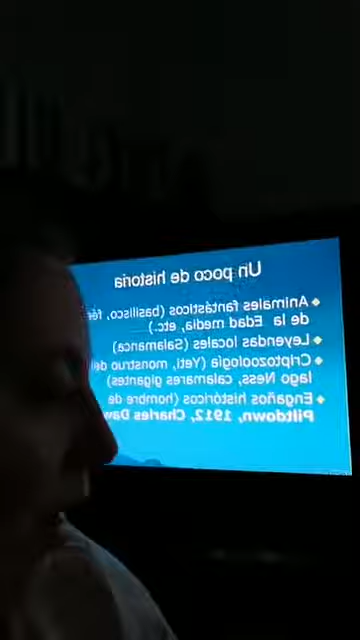 Un poco de historia
Animales fantásticos (basilisco,
de la Edad media, etc.)
Leyendas locales (Salamanca)
Criptozoología (Yeti, monstruo del
lago Ness, calamares gigantes)
Engaños históricos (hombre de
Piltdown, 1912, Charles